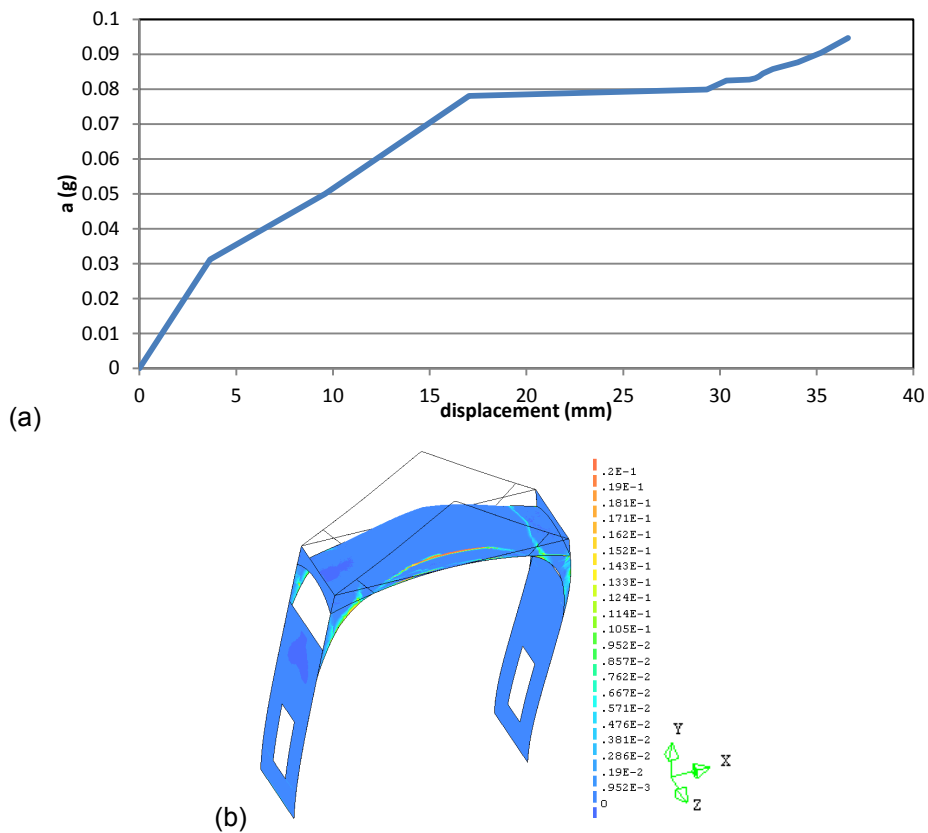 0.1
0.09
0.08
0.07
0.06
0.05
0.04
0.03
0.02
0.01
0
a (g)
0 5 10 15 20 25 30 35 40
displacement (mm)
(a)
.2E-1
.19E-1
.181E-1
.171E-1
.162E-1
.152E-1
.143E-1
.133E-1
.124E-1
.114E-1
.105E-1
.952E-2
.857E-2
.762E-2
.667E-2
.571E-2
.476E-2
.381E-2
.286E-2
.19E-2
.952E-3
0
Y
X
Z
(b)